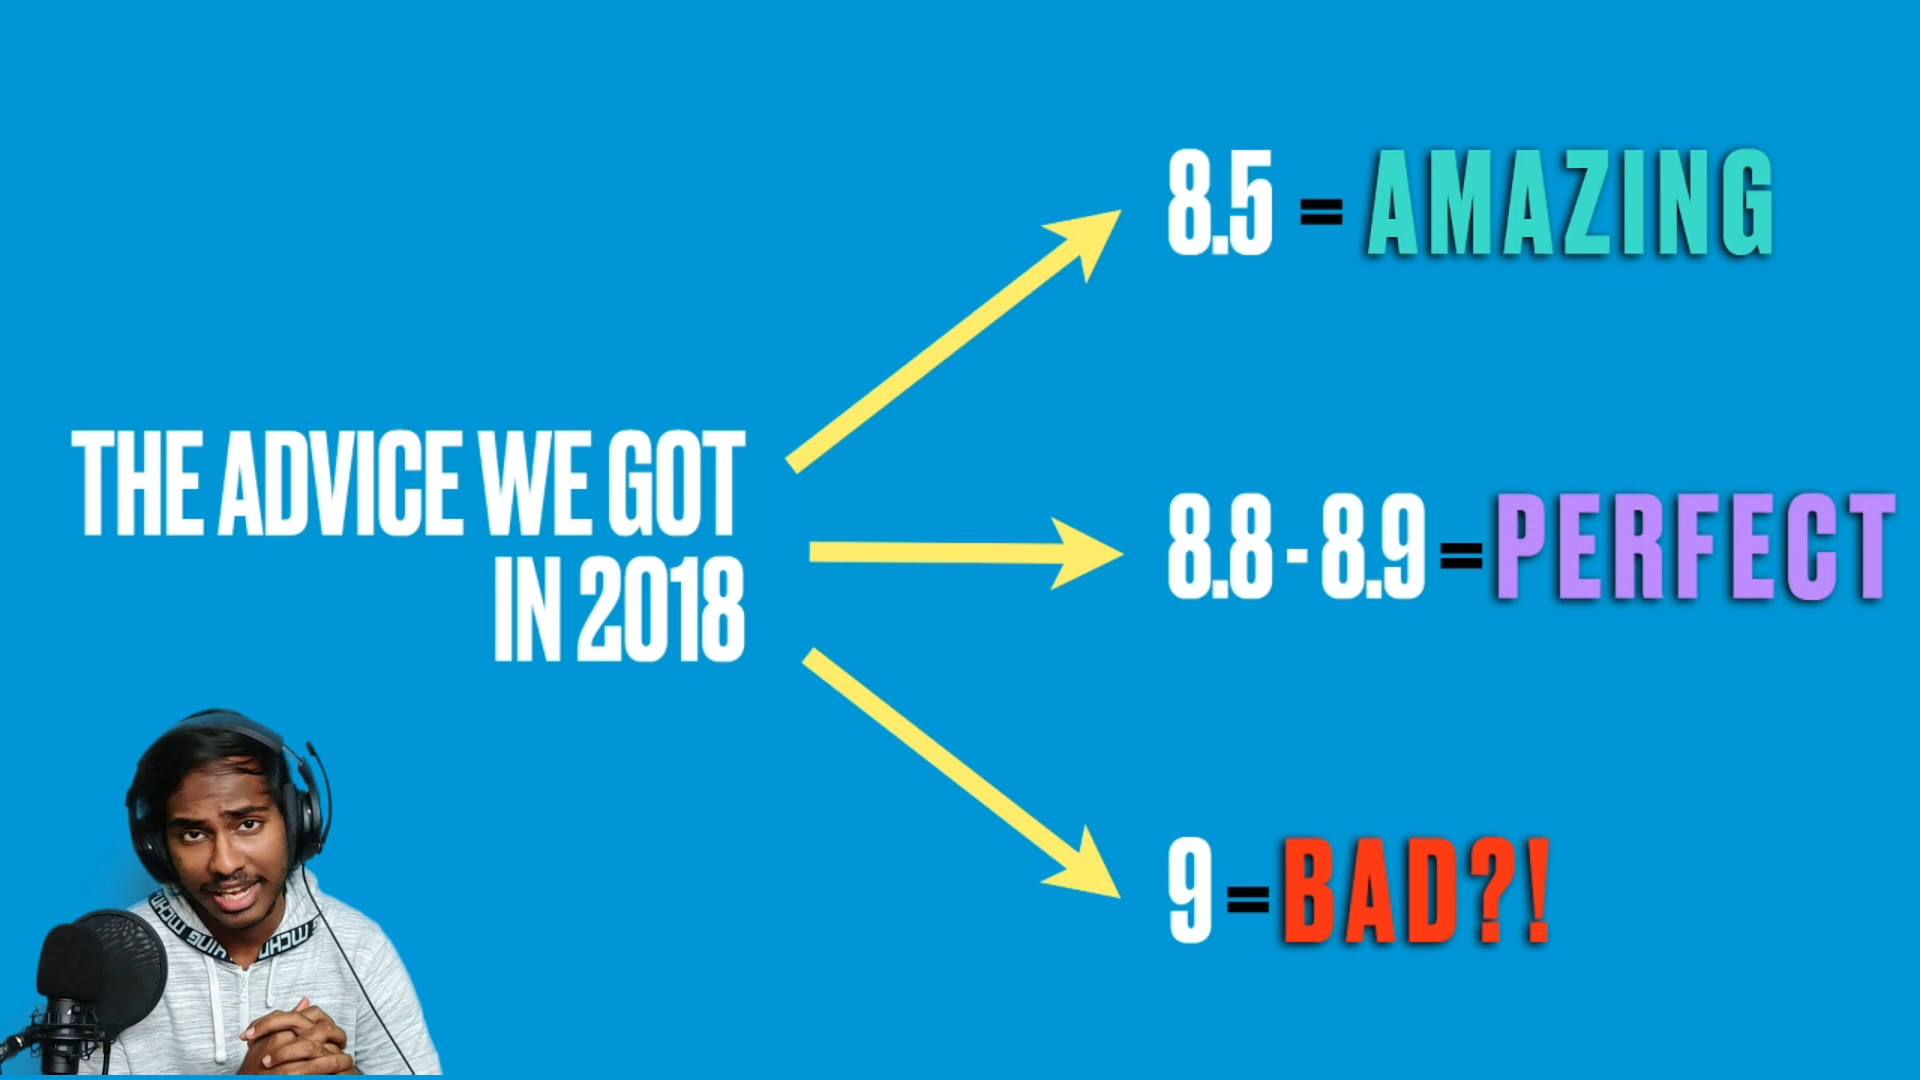 8.5 = AMAZING
THE ADVICE WE GOT
IN 2018
8.8 - 8.9 = PERFECT
9 = BAD?!